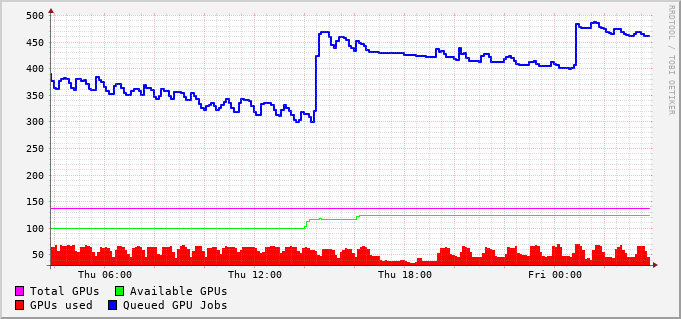 500
450
400
350
300
250
200
150
100
50
Thu 06:00 Thu 12:00 Thu 18:00 Fri 00:00
Total GPUs Available GPUs
GPUs used Queued GPU Jobs
RRDTOOL / TOBI OETIKER